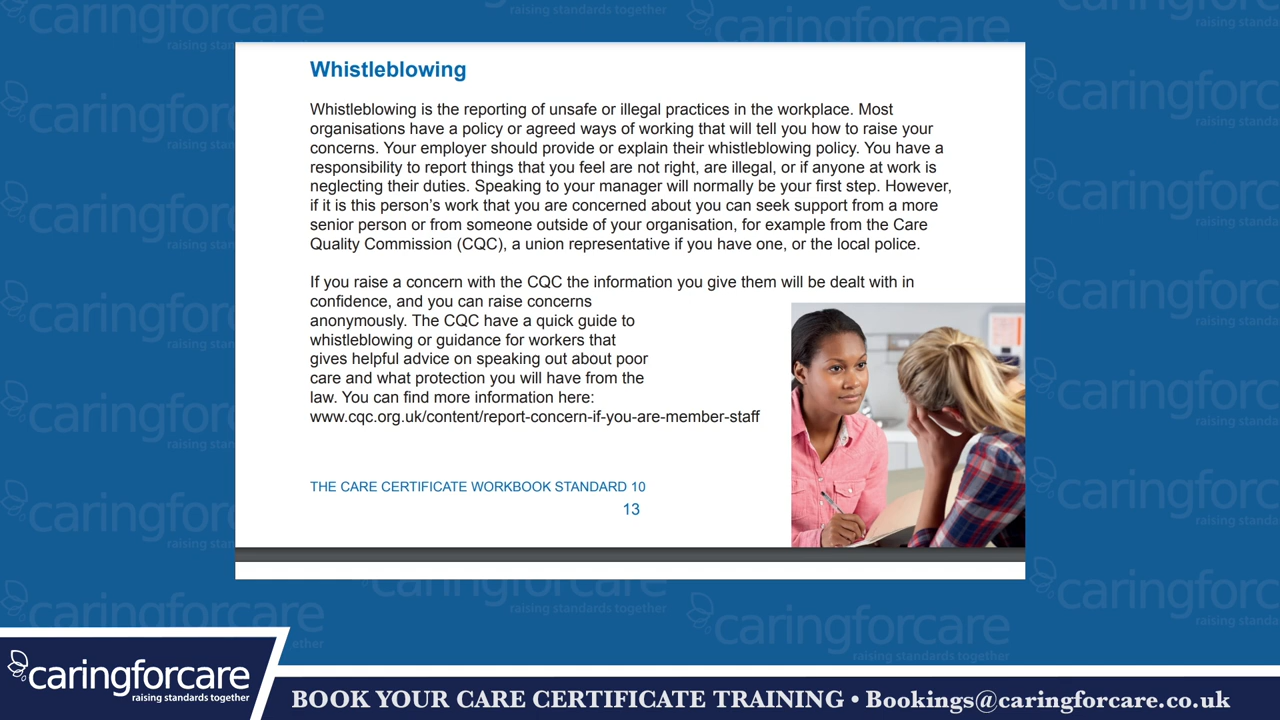 Whistleblowing
Whistleblowing is the reporting of unsafe or illegal practices in the workplace. Most
organisations have a policy or agreed ways of working that will tell you how to raise your
concerns. Your employer should provide or explain their whistleblowing policy. You have a
responsibility to report things that you feel are not right, are illegal, or if anyone at work is
neglecting their duties. Speaking to your manager will normally be your first step. However,
if it is this person's work that you are concerned about you can seek support from a more
senior person or from someone outside of your organisation, for example from the Care
Quality Commission (CQC), a union representative if you have one, or the local police.
If you raise a concern with the CQC the information you give them will be dealt with in
confidence, and you can raise concerns
anonymously. The CQC have a quick guide to
whistleblowing or guidance for workers that
gives helpful advice on speaking out about poor
care and what protection you will have from the
law. You can find more information here:
www.cqc.org.uk/content/report-concern-if-you-are-member-staff
THE CARE CERTIFICATE WORKBOOK STANDARD 10
13
caringforcare
raising standards together
BOOK YOUR CARE CERTIFICATE TRAINING • Bookings@caringforcare.co.uk